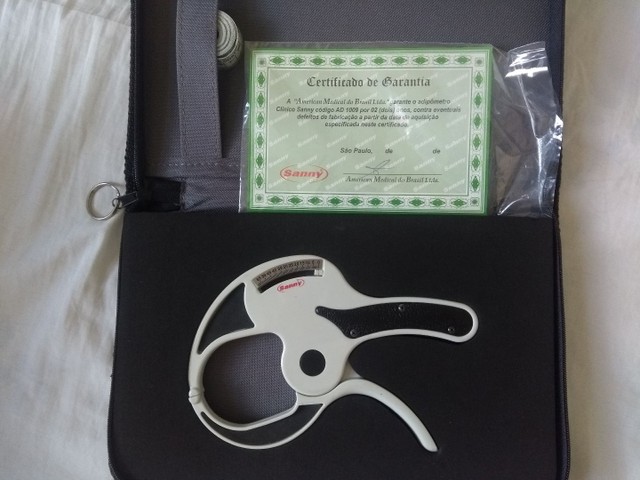 Certificado de Garantia
A "American Medical do Brasil Ltda." garante o adipômetro
Clínico Sanny código AD 1009 por 02 (dois) anos, contra eventuais
defeitos de fabricação a partir da data de aquisição
especificada neste certificado.
São Paulo, de de
Sanny
American Medical do Brasil Ltda.
Sanny